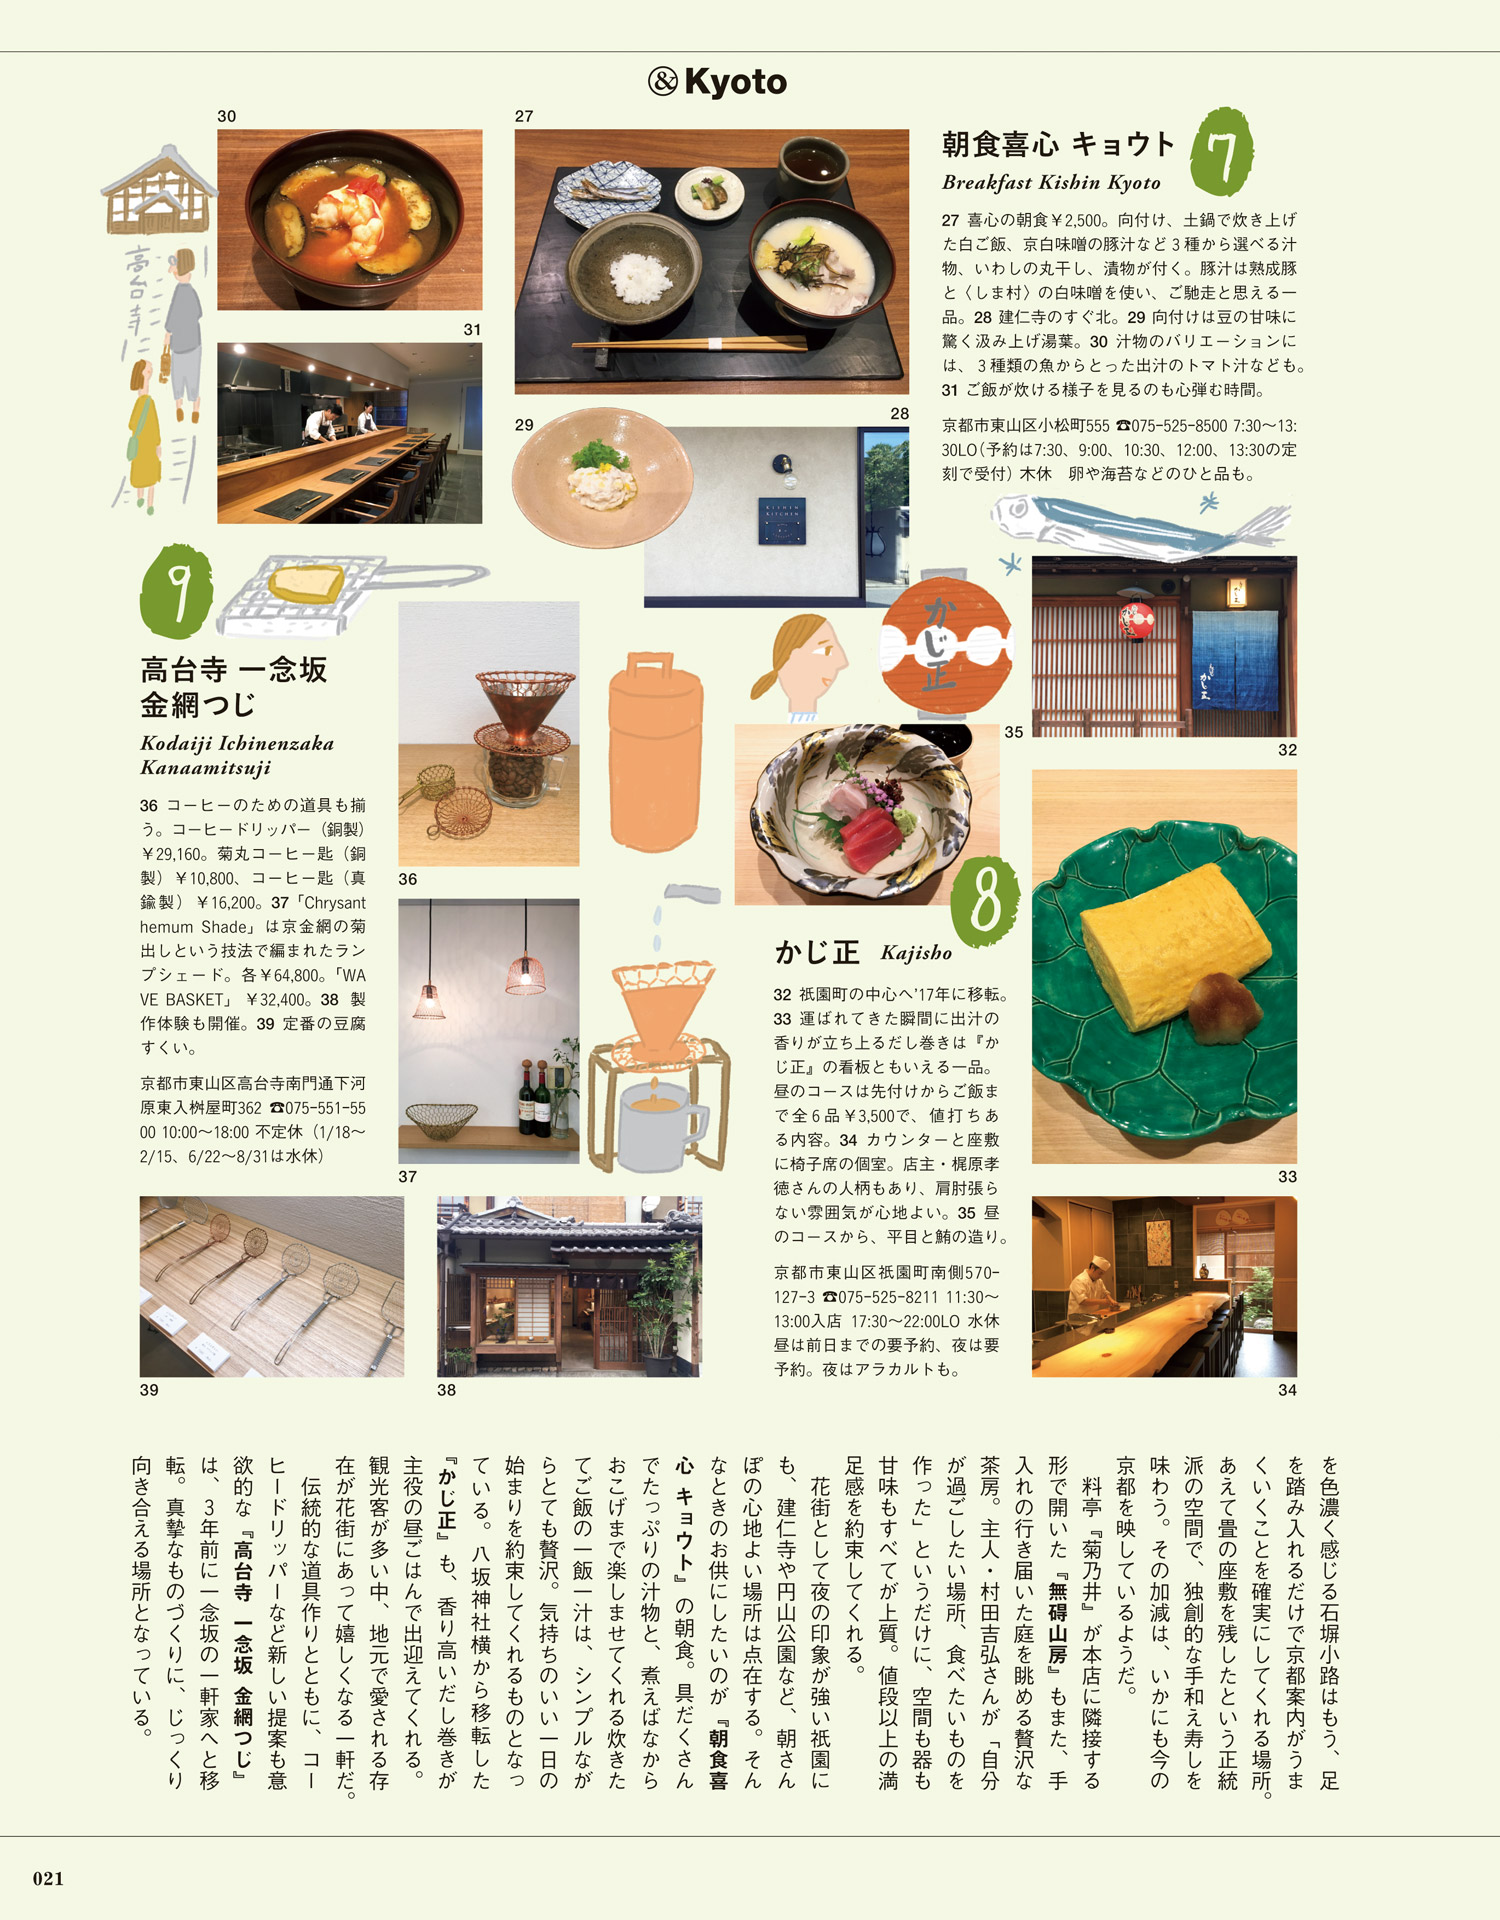 &Kyoto
30
27
31
29
28
高台寺に
朝食喜心 キョウト
7
Breakfast Kishin Kyoto
27 喜心の朝食¥2,500。向付け、土鍋で炊き上げ
た白ご飯、京白味噌の豚汁など3種から選べる汁
物、いわしの丸干し、漬物が付く。豚汁は熟成豚
と〈しま村〉の白味噌を使い、ご馳走と思える一
品。28 建仁寺のすぐ北。29 向付けは豆の甘味に
驚く汲み上げ湯葉。30 汁物のバリエーションに
は、3種類の魚からとった出汁のトマト汁なども。
31 ご飯が炊ける様子を見るのも心弾む時間。
京都市東山区小松町555 ☎075-525-8500 7:30〜13:
30LO(予約は7:30、9:00、10:30、12:00、13:30の定
刻で受付) 木休　卵や海苔などのひと品も。
KISHIN
KITCHEN
かじ正
かじ正
35
32
33
34
8
かじ正 Kajisho
32 祇園町の中心へ'17年に移転。
33 運ばれてきた瞬間に出汁の
香りが立ち上るだし巻きは『か
じ正』の看板ともいえる一品。
昼のコースは先付けからご飯ま
で全6品¥3,500で、値打ちあ
る内容。34 カウンターと座敷
に椅子席の個室。店主・梶原孝
徳さんの人柄もあり、肩肘張ら
ない雰囲気が心地よい。35 昼
のコースから、平目と鮪の造り。
京都市東山区祇園町南側570-
127-3 ☎075-525-8211 11:30〜
13:00入店 17:30〜22:00LO 水休
昼は前日までの要予約、夜は要
予約。夜はアラカルトも。
9
高台寺 一念坂
金網つじ
Kodaiji Ichinenzaka
Kanaamitsuji
36 コーヒーのための道具も揃
う。コーヒードリッパー（銅製）
¥29,160。菊丸コーヒー匙（銅
製）¥10,800、コーヒー匙（真
鍮製）¥16,200。37「Chrysant
hemum Shade」は京金網の菊
出しという技法で編まれたラン
プシェード。各¥64,800。「WA
VE BASKET」 ¥32,400。38 製
作体験も開催。39 定番の豆腐
すくい。
京都市東山区高台寺南門通下河
原東入桝屋町362 ☎075-551-55
00 10:00〜18:00 不定休（1/18〜
2/15、6/22〜8/31は水休）
36
37
39
38
を色濃く感じる石塀小路はもう、足
を踏み入れるだけで京都案内がうま
くいくことを確実にしてくれる場所。
あえて畳の座敷を残したという正統
派の空間で、独創的な手和え寿しを
味わう。その加減は、いかにも今の
京都を映しているようだ。
料亭『菊乃井』が本店に隣接する
形で開いた『無碍山房』もまた、手
入れの行き届いた庭を眺める贅沢な
茶房。主人・村田吉弘さんが「自分
が過ごしたい場所、食べたいものを
作った」というだけに、空間も器も
甘味もすべてが上質。値段以上の満
足感を約束してくれる。
花街として夜の印象が強い祇園に
も、建仁寺や円山公園など、朝さん
ぽの心地よい場所は点在する。そん
なときのお供にしたいのが『朝食喜
心 キョウト』の朝食。具だくさん
でたっぷりの汁物と、煮えばなから
おこげまで楽しませてくれる炊きた
てご飯の一飯一汁は、シンプルなが
らとても贅沢。気持ちのいい一日の
始まりを約束してくれるものとなっ
ている。八坂神社横から移転した
『かじ正』も、香り高いだし巻きが
主役の昼ごはんで出迎えてくれる。
観光客が多い中、地元で愛される存
在が花街にあって嬉しくなる一軒だ。
伝統的な道具作りとともに、コー
ヒードリッパーなど新しい提案も意
欲的な『高台寺 一念坂 金網つじ』
は、3年前に一念坂の一軒家へと移
転。真摯なものづくりに、じっくり
向き合える場所となっている。
021